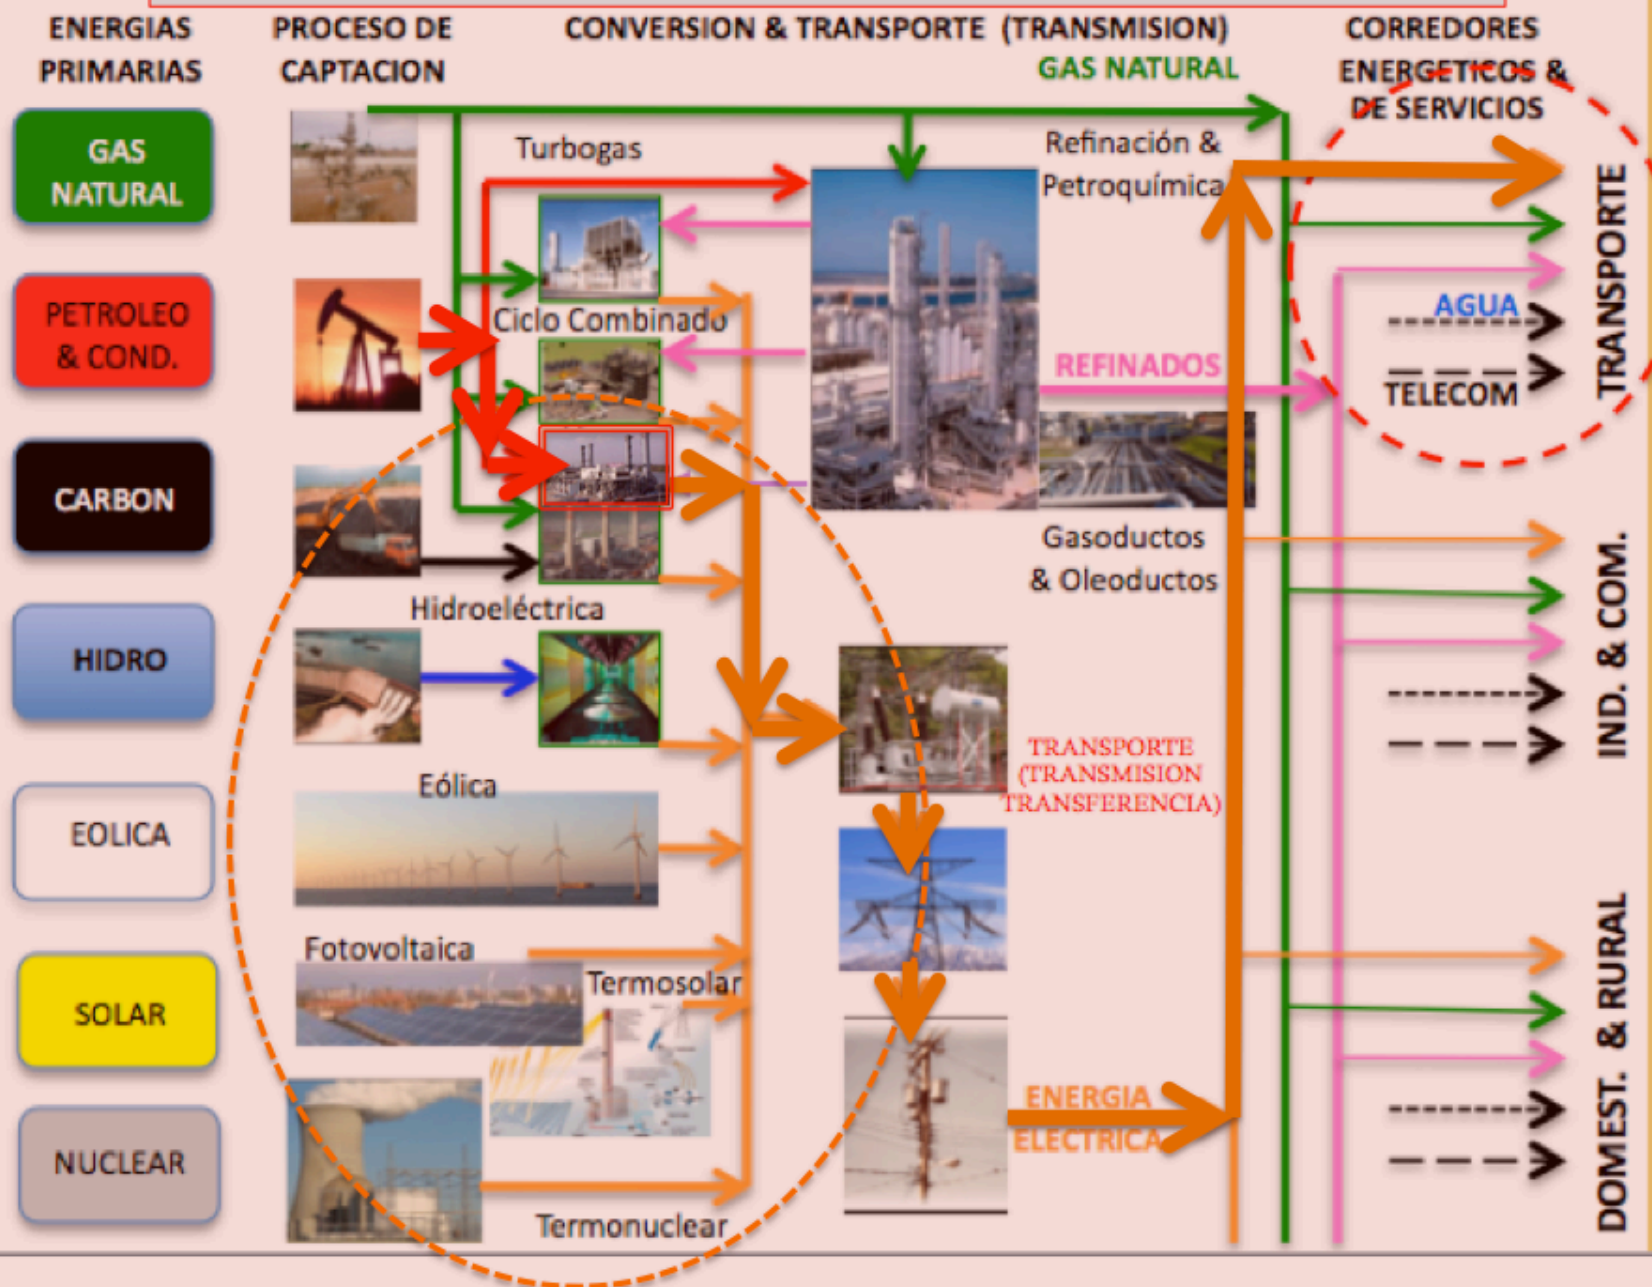 ENERGIAS
PRIMARIAS
PROCESO DE
CAPTACION
CONVERSION & TRANSPORTE (TRANSMISION)
GAS NATURAL
CORREDORES
ENERGETICOS &
DE SERVICIOS
GAS
NATURAL
PETROLEO
& COND.
CARBON
HIDRO
EOLICA
SOLAR
NUCLEAR
Turbogas
Ciclo Combinado
Hidroeléctrica
Eólica
Fotovoltaica
Termosolar
Termonuclear
Refinación &
Petroquímica
REFINADOS
Gasoductos
& Oleoductos
TRANSPORTE
(TRANSMISION
TRANSFERENCIA)
ENERGIA
ELECTRICA
AGUA
TELECOM
TRANSPORTE
IND. & COM.
DOMEST. & RURAL